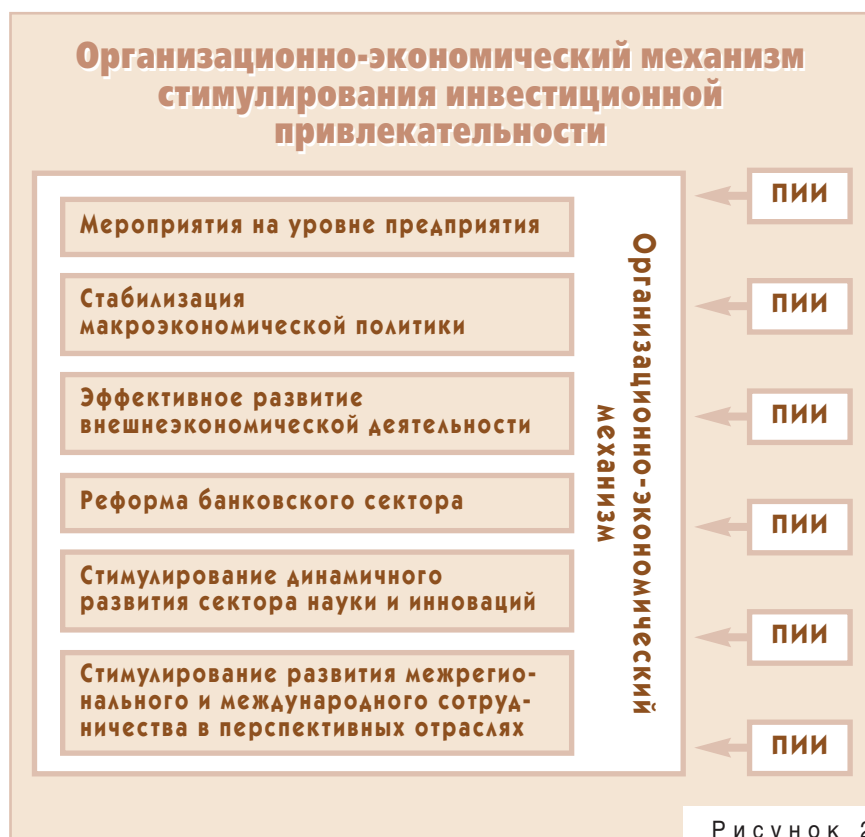 Организационно-экономический механизм
стимулирования инвестиционной
привлекательности
Мероприятия на уровне предприятия
Стабилизация
макроэкономической политики
Эффективное развитие
внешнеэкономической деятельности
Реформа банковского сектора
Стимулирование динамичного
развития сектора науки и инноваций
Стимулирование развития межрегио-
нального и международного сотруд-
ничества в перспективных отраслях
Организационно-экономический
механизм
ПИИ
ПИИ
ПИИ
ПИИ
ПИИ
ПИИ
Рисунок 2